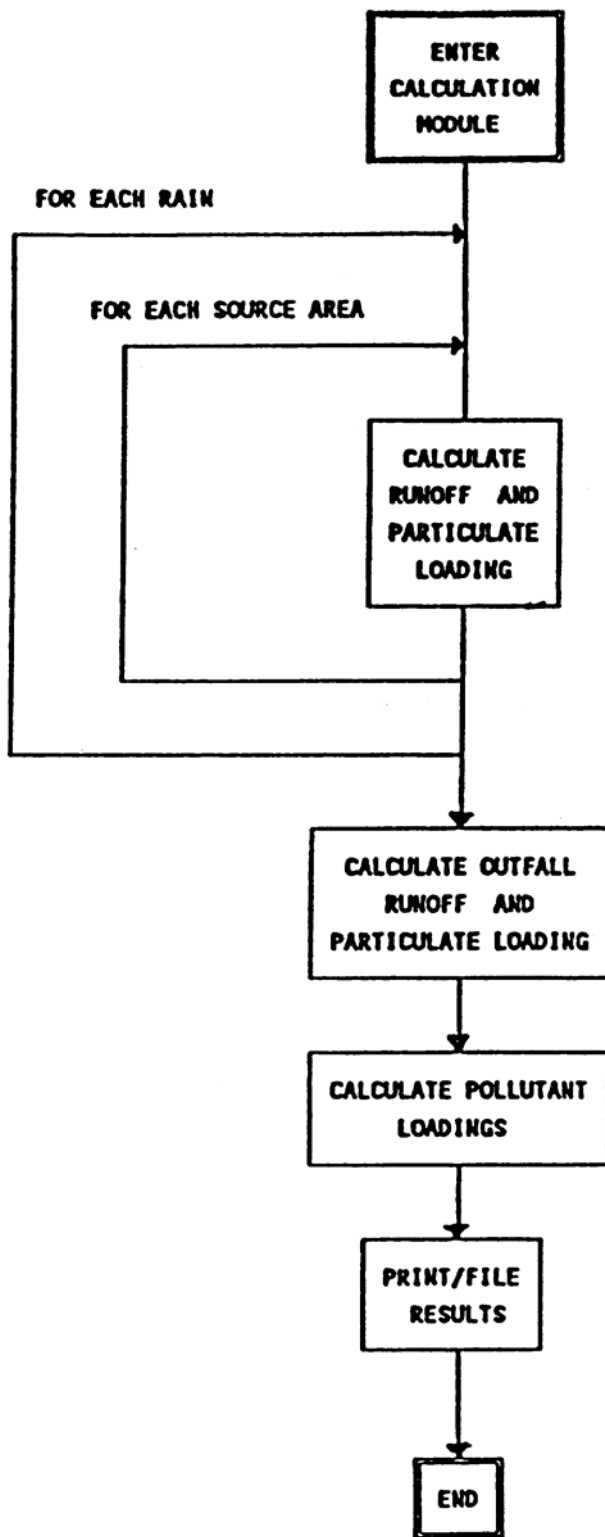 ENTER
CALCULATION
MODULE
FOR EACH RAIN
FOR EACH SOURCE AREA
CALCULATE
RUNOFF AND
PARTICULATE
LOADING
CALCULATE OUTFALL
RUNOFF AND
PARTICULATE LOADING
CALCULATE POLLUTANT
LOADINGS
PRINT/FILE
RESULTS
END